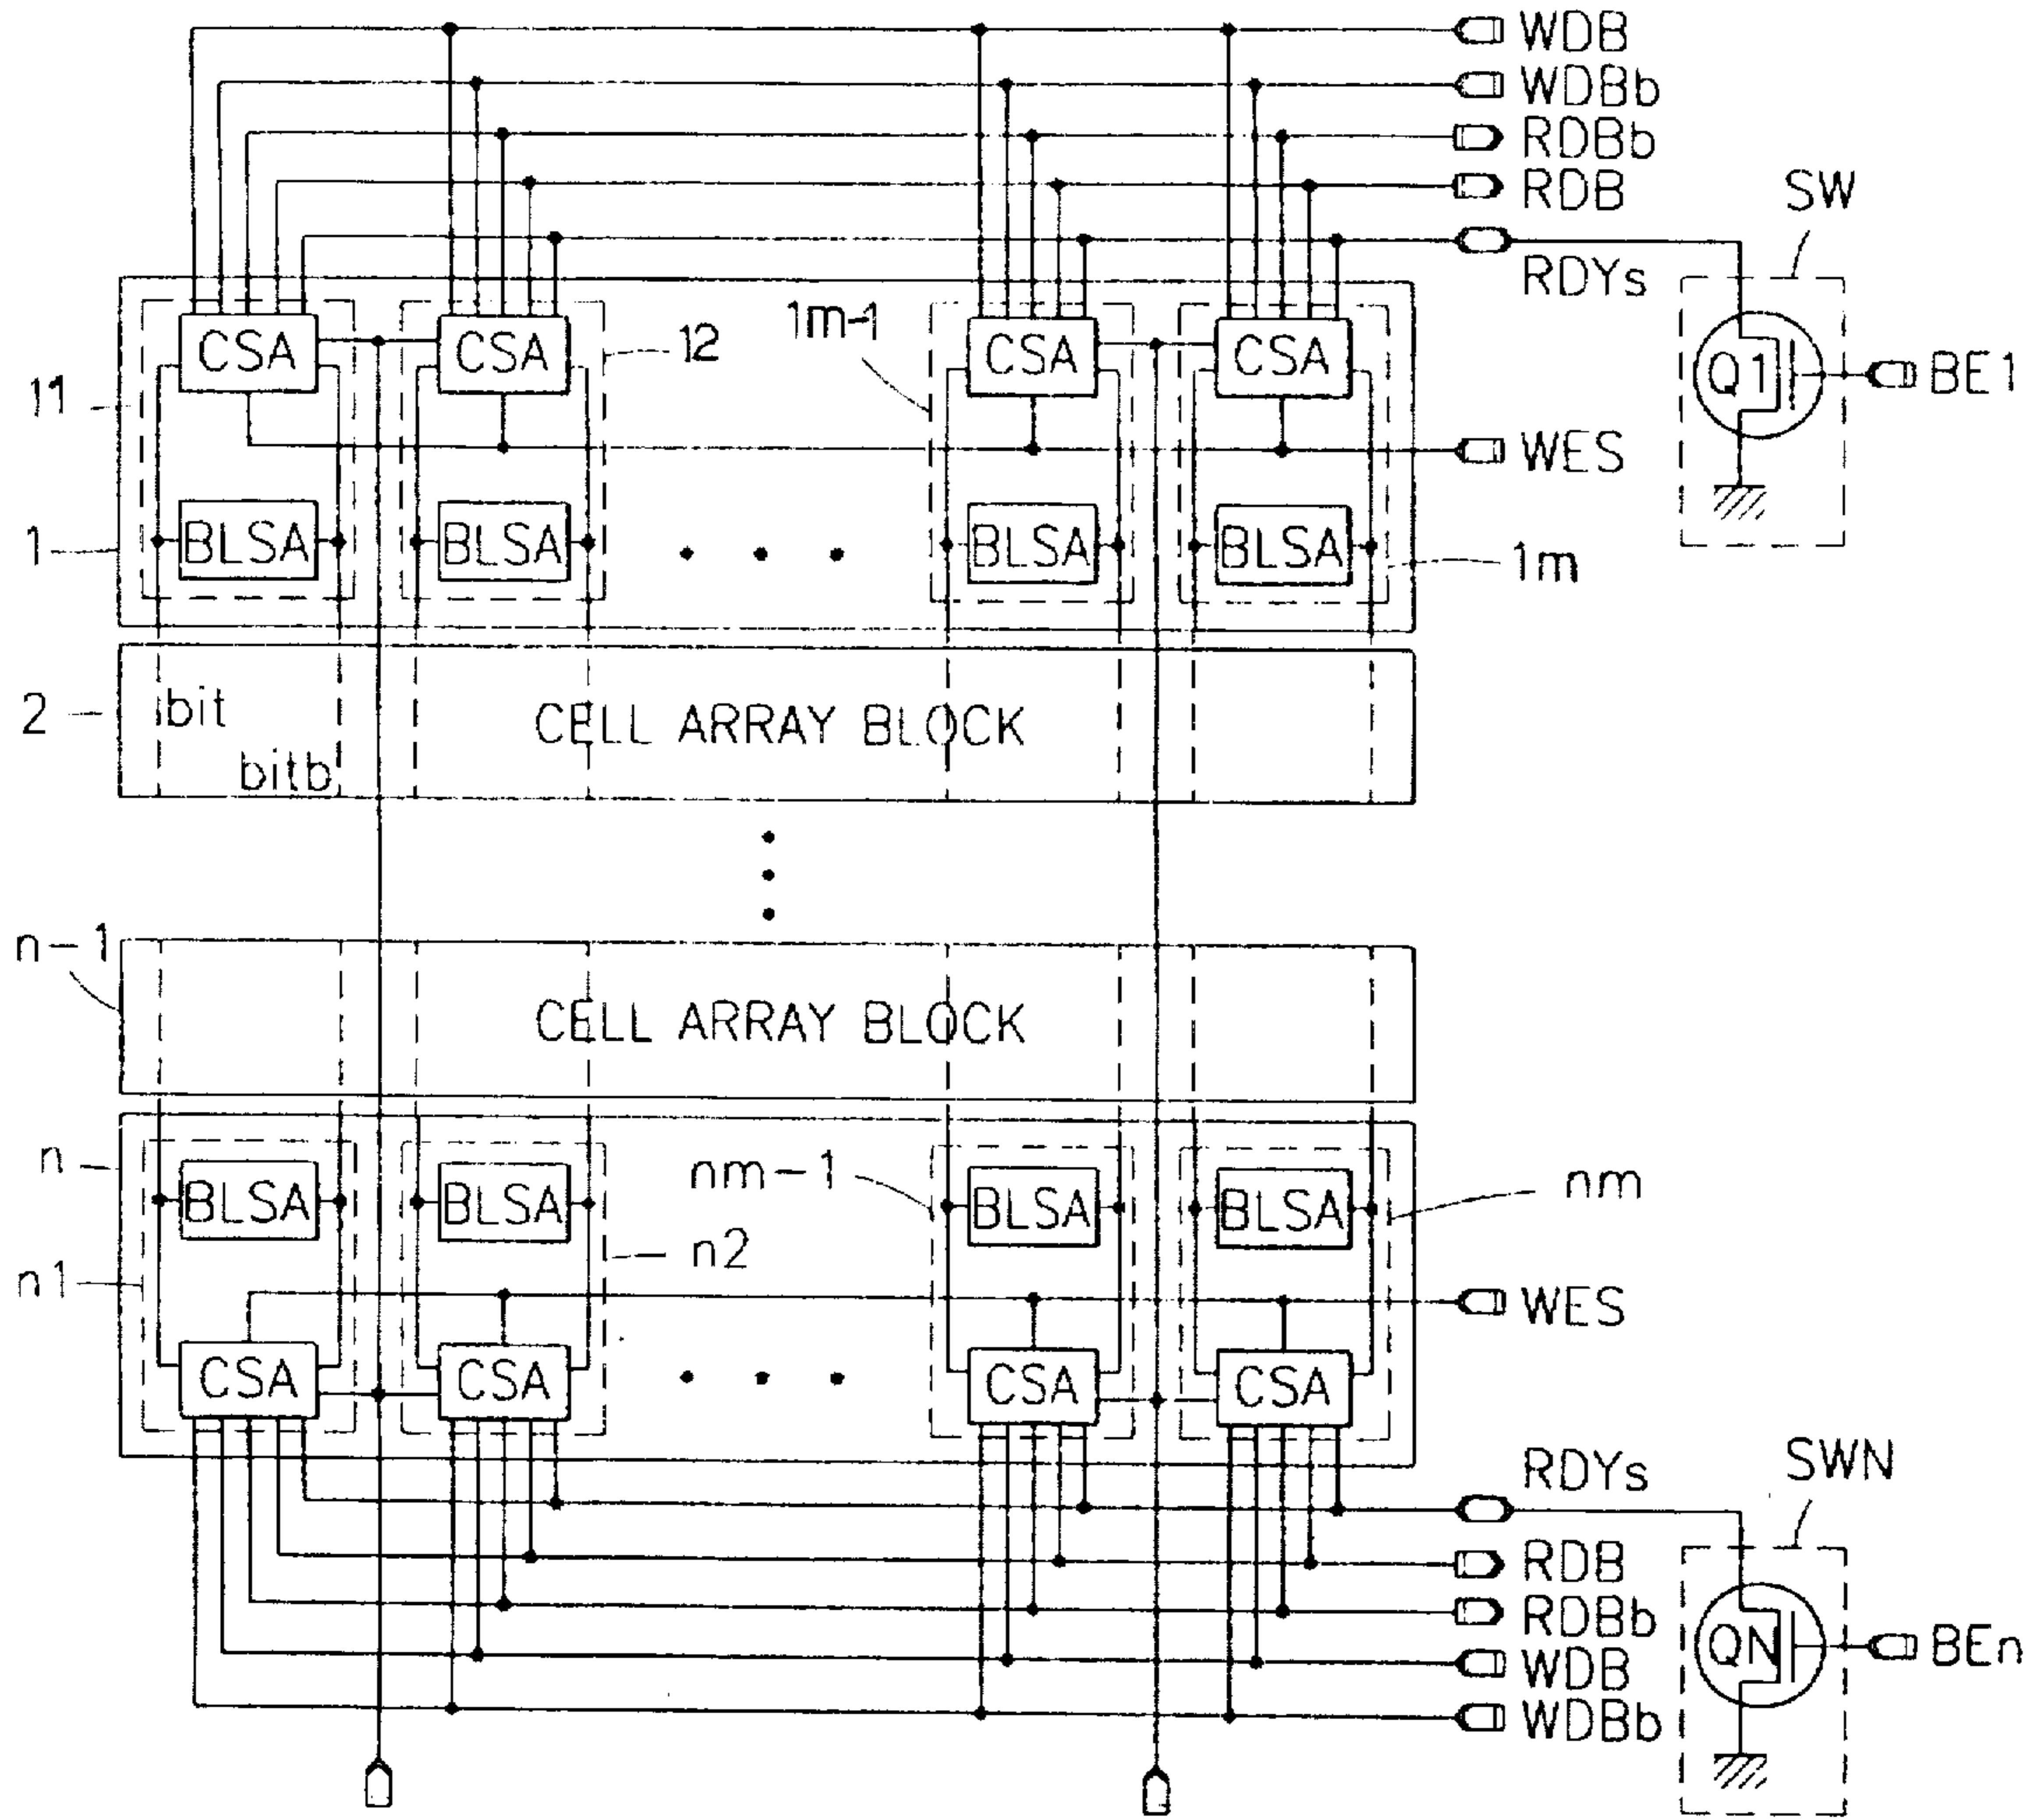 WDB
WDBb
RDBb
RDB
SW
RDYs
CSA CSA CSA CSA
12
1m-1
Q1
BE1
11
WES
1
BLSA BLSA BLSA BLSA
1m
2
bit
CELL ARRAY BLOCK
bitb
n-1
CELL ARRAY BLOCK
n
BLSA BLSA BLSA BLSA
nm-1
nm
n2
n1
WES
CSA CSA CSA CSA
RDYs
SWN
RDB
RDBb
QN
BEn
WDB
WDBb